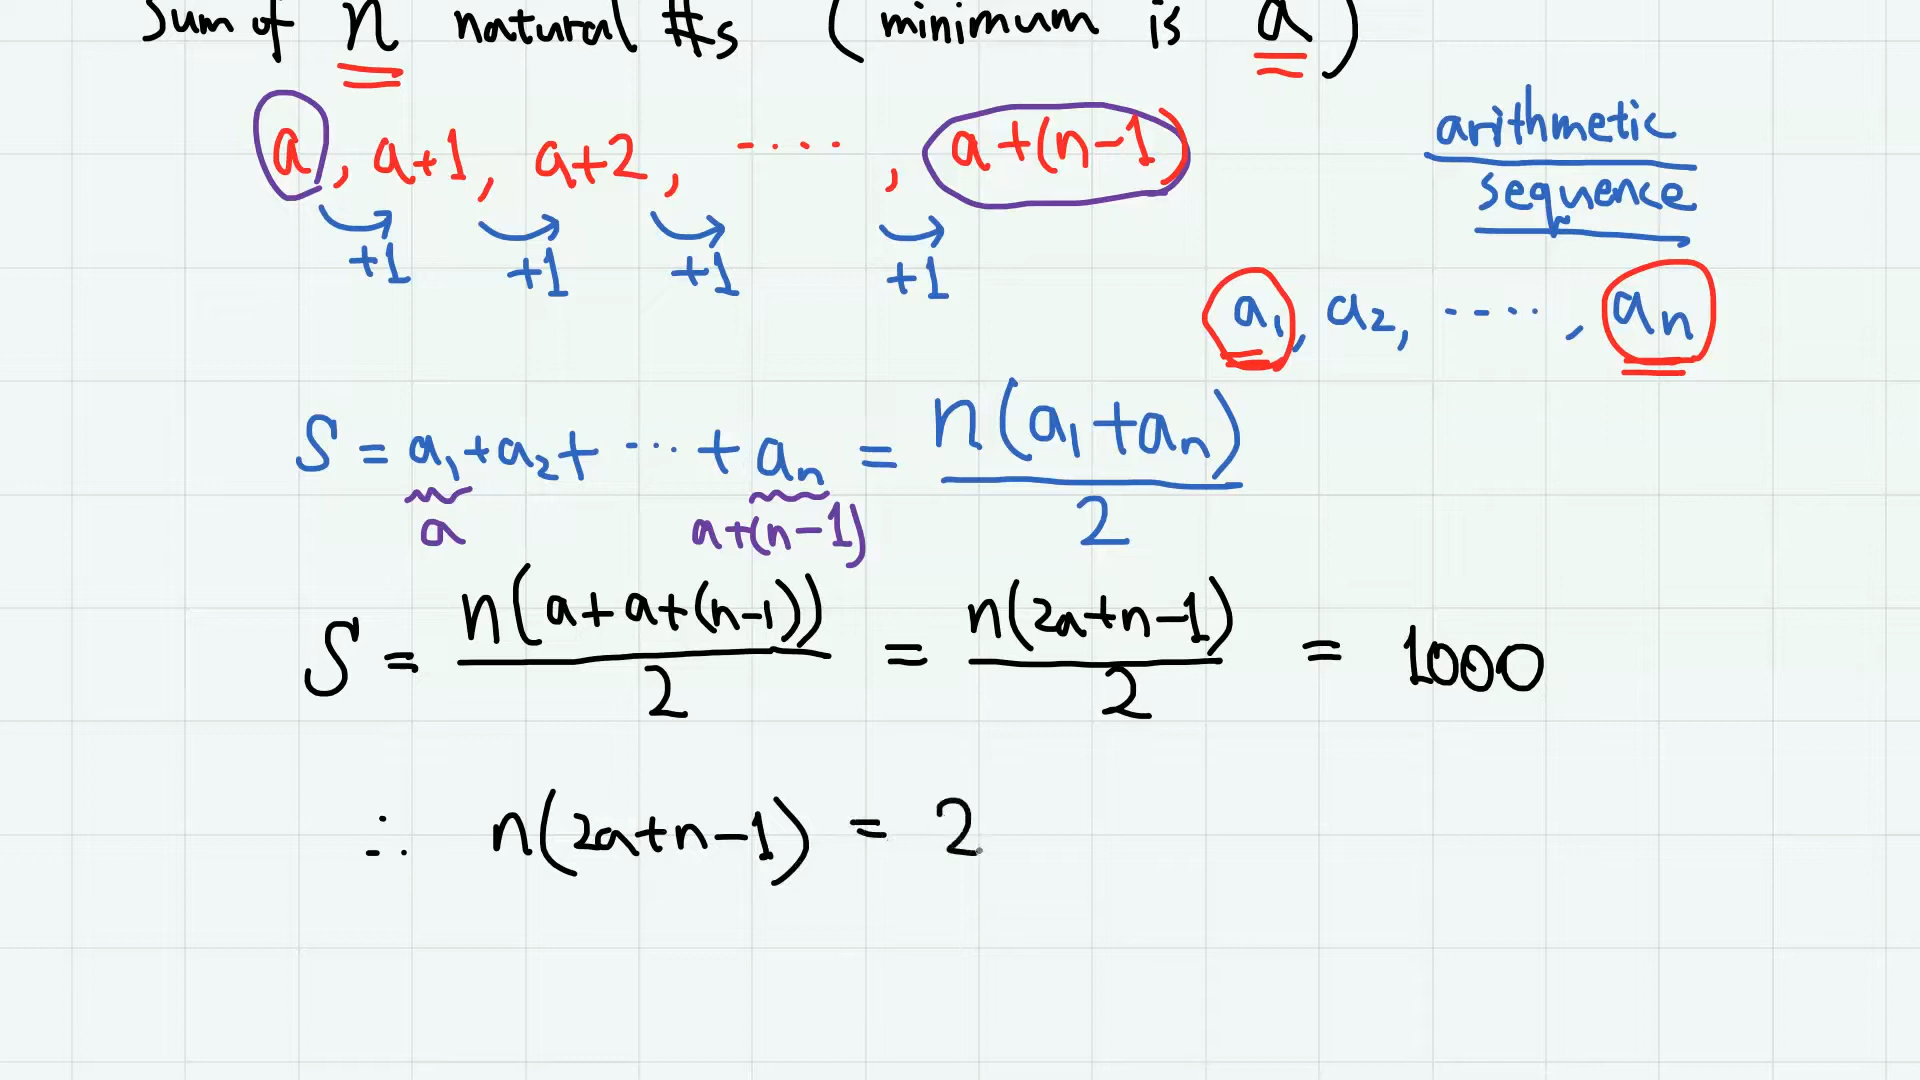 Sum of n natural #s (minimum is a)
a, a+1, a+2, ‥‥, a+(n-1)
+1 +1 +1 +1
arithmetic
sequence
a₁, a₂, ‥‥, aₙ
S = a₁+a₂+ ⋯ +aₙ = n(a₁+aₙ)/2
a a+(n-1)
S = n(a+a+(n-1))/2 = n(2a+n-1)/2 = 1000
∴ n(2a+n-1) = 2